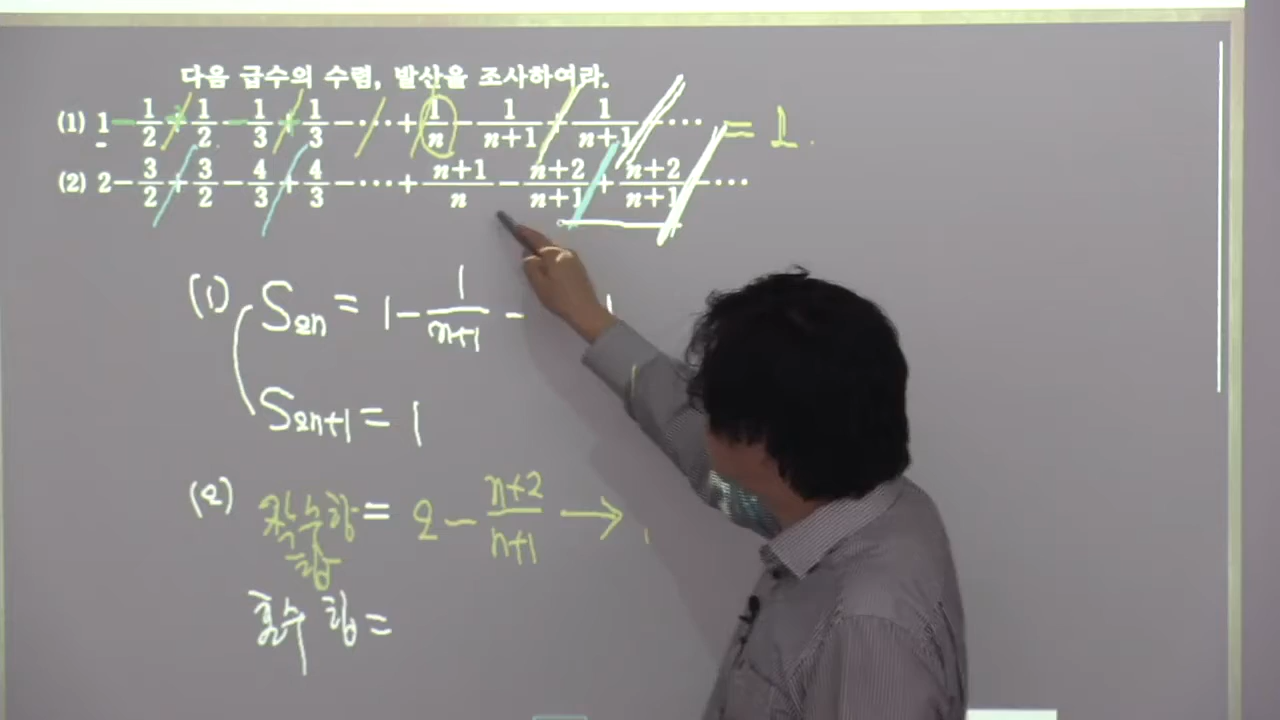 다음 급수의 수렴, 발산을 조사하여라.
(1) 1 - 1/2 + 1/2 - 1/3 + 1/3 - ⋯ + 1/n - 1/(n+1) + 1/(n+1) - ⋯ = 1.
(2) 2 - 3/2 + 3/2 - 4/3 + 4/3 - ⋯ + (n+1)/n - (n+2)/(n+1) + (n+2)/(n+1) - ⋯
(1) S2n = 1 - 1/(n+1) -
S2n+1 = 1
(2) 짝수항 = 2 - (n+2)/(n+1) →
합
홀수 합 =